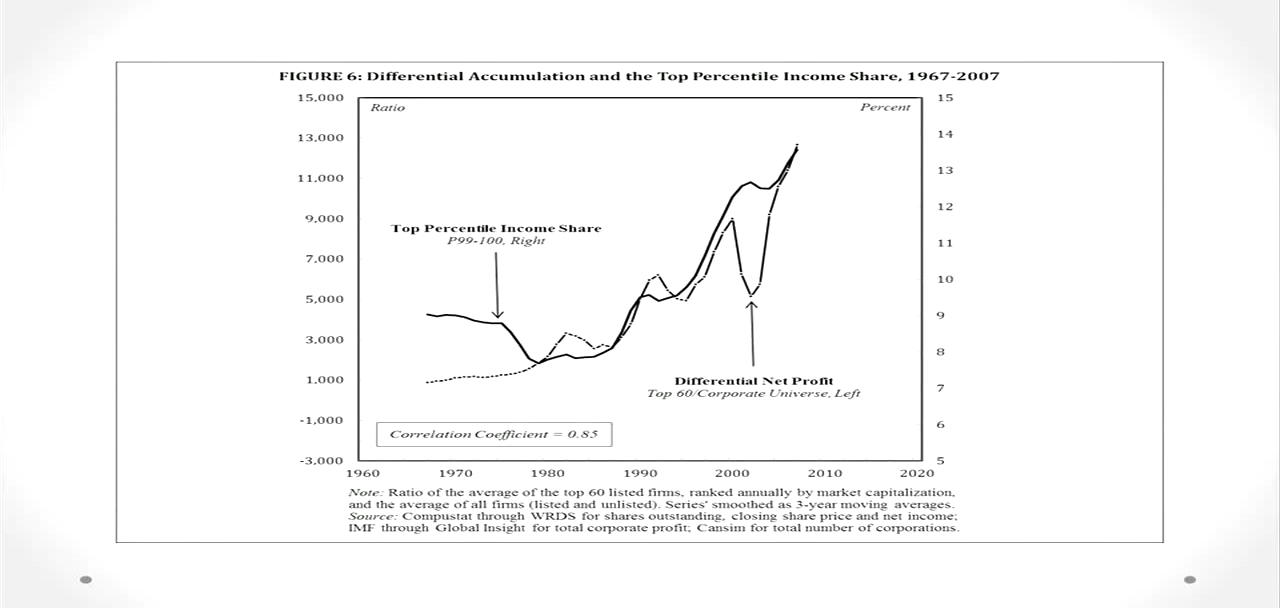 FIGURE 6: Differential Accumulation and the Top Percentile Income Share, 1967-2007
15,000
13,000
11,000
9,000
7,000
5,000
3,000
1,000
-1,000
-3,000
Ratio
Percent
15
14
13
12
11
10
9
8
7
6
5
Top Percentile Income Share
P99-100, Right
Differential Net Profit
Top 60/Corporate Universe, Left
Correlation Coefficient = 0.85
1960 1970 1980 1990 2000 2010 2020
Note: Ratio of the average of the top 60 listed firms, ranked annually by market capitalization,
and the average of all firms (listed and unlisted). Series' smoothed as 3-year moving averages.
Source: Compustat through WRDS for shares outstanding, closing share price and net income;
IMF through Global Insight for total corporate profit; Cansim for total number of corporations.